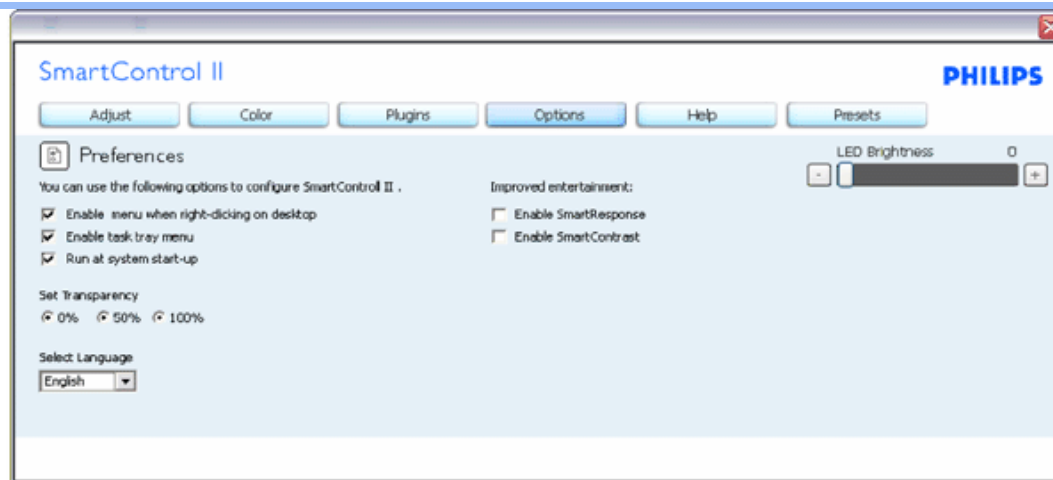 SmartControl II
PHILIPS
Adjust Color Plugins Options Help Presets
Preferences
LED Brightness 0
- +
You can use the following options to configure SmartControl II .
Improved entertainment:
Enable menu when right-clicking on desktop
Enable SmartResponse
Enable task tray menu
Enable SmartContrast
Run at system start-up
Set Transparency
0% 50% 100%
Select Language
English